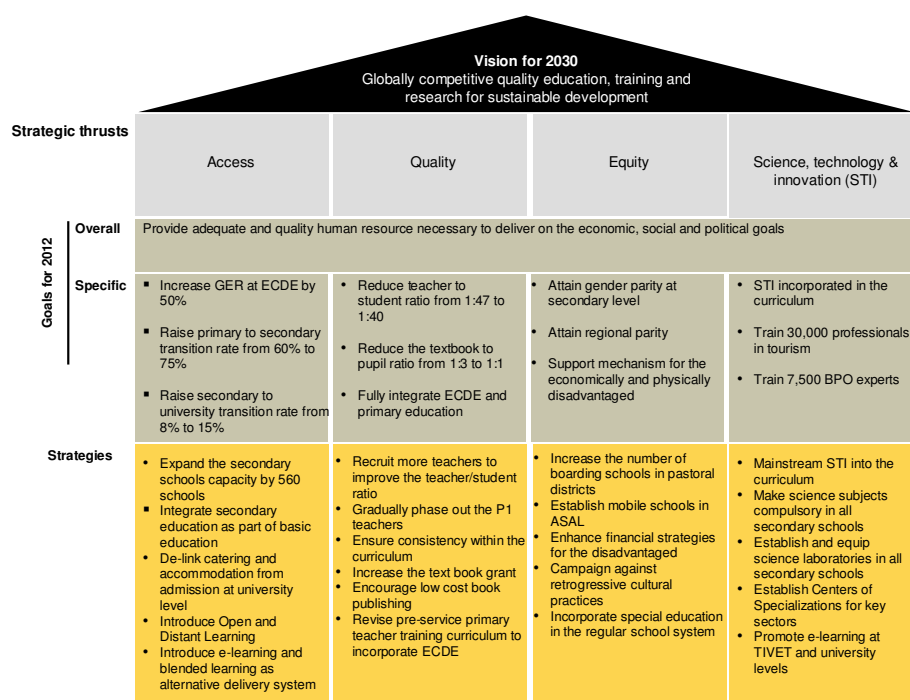 Vision for 2030
Globally competitive quality education, training and
research for sustainable development
Strategic thrusts
Access
Quality
Equity
Science, technology &
innovation (STI)
Goals for 2012
Overall
Provide adequate and quality human resource necessary to deliver on the economic, social and political goals
Specific
▪ Increase GER at ECDE by
50%
▪ Raise primary to secondary
transition rate from 60% to
75%
▪ Raise secondary to
university transition rate from
8% to 15%
• Reduce teacher to
student ratio from 1:47 to
1:40
• Reduce the textbook to
pupil ratio from 1:3 to 1:1
• Fully integrate ECDE and
primary education
• Attain gender parity at
secondary level
• Attain regional parity
• Support mechanism for the
economically and physically
disadvantaged
• STI incorporated in the
curriculum
• Train 30,000 professionals
in tourism
• Train 7,500 BPO experts
Strategies
• Expand the secondary
schools capacity by 560
schools
▪ Integrate secondary
education as part of basic
education
• De-link catering and
accommodation from
admission at university
level
• Introduce Open and
Distant Learning
• Introduce e-learning and
blended learning as
alternative delivery system
• Recruit more teachers to
improve the teacher/student
ratio
• Gradually phase out the P1
teachers
• Ensure consistency within the
curriculum
• Increase the text book grant
• Encourage low cost book
publishing
• Revise pre-service primary
teacher training curriculum to
incorporate ECDE
• Increase the number of
boarding schools in pastoral
districts
• Establish mobile schools in
ASAL
• Enhance financial strategies
for the disadvantaged
• Campaign against
retrogressive cultural
practices
• Incorporate special education
in the regular school system
• Mainstream STI into the
curriculum
• Make science subjects
compulsory in all
secondary schools
• Establish and equip
science laboratories in all
secondary schools
• Establish Centers of
Specializations for key
sectors
• Promote e-learning at
TIVET and university
levels